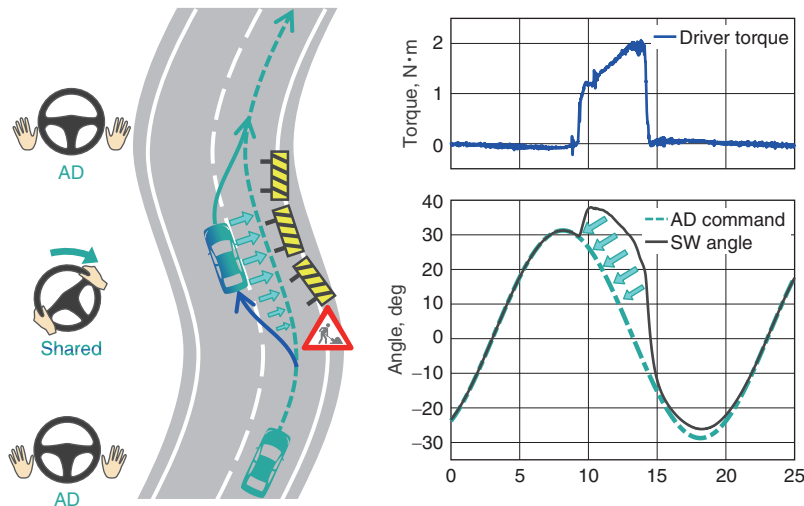 AD
Shared
AD
Torque, N·m
2
1
0
Driver torque
Angle, deg
40
30
20
10
0
−10
−20
−30
AD command
SW angle
0
5
10
15
20
25